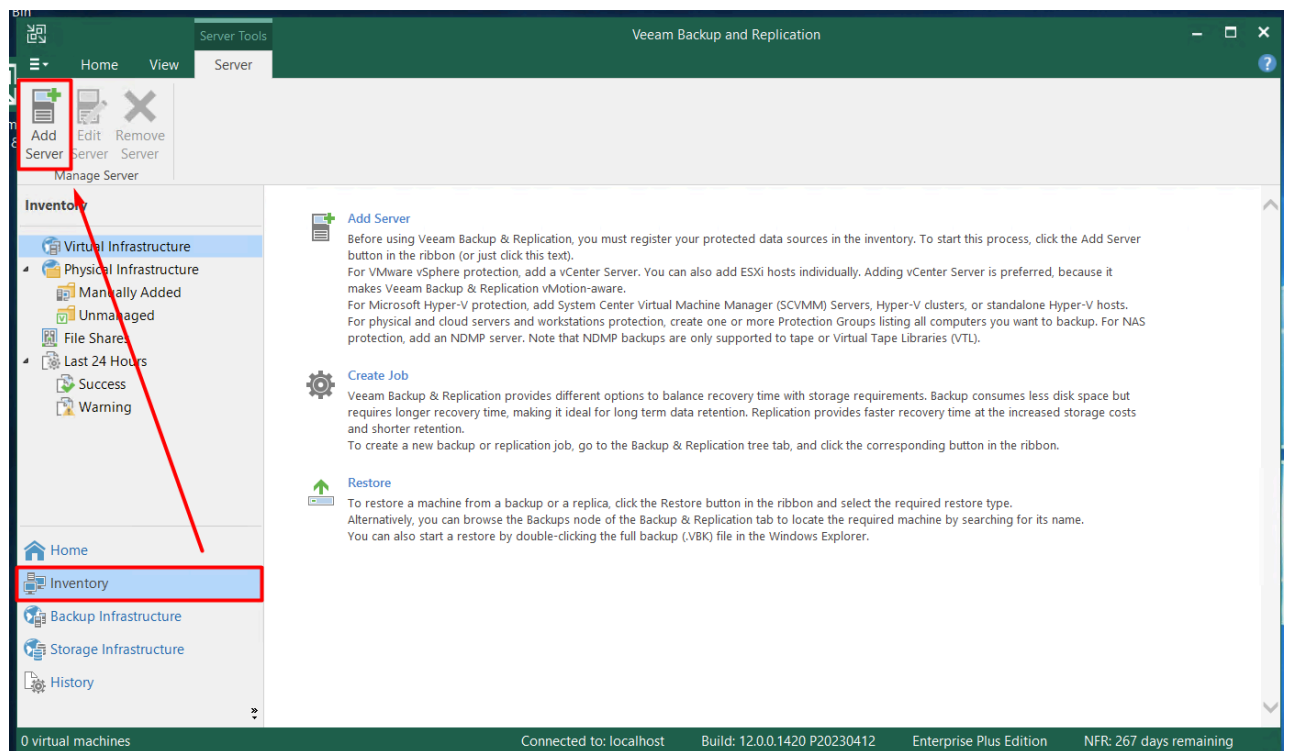 Bin
Server Tools
Veeam Backup and Replication
Home View Server
Add Server
Edit Server
Remove Server
Manage Server
Inventory
Virtual Infrastructure
Physical Infrastructure
Manually Added
Unmanaged
File Shares
Last 24 Hours
Success
Warning
Home
Inventory
Backup Infrastructure
Storage Infrastructure
History
Add Server
Before using Veeam Backup & Replication, you must register your protected data sources in the inventory. To start this process, click the Add Server
button in the ribbon (or just click this text).
For VMware vSphere protection, add a vCenter Server. You can also add ESXi hosts individually. Adding vCenter Server is preferred, because it
makes Veeam Backup & Replication vMotion-aware.
For Microsoft Hyper-V protection, add System Center Virtual Machine Manager (SCVMM) Servers, Hyper-V clusters, or standalone Hyper-V hosts.
For physical and cloud servers and workstations protection, create one or more Protection Groups listing all computers you want to backup. For NAS
protection, add an NDMP server. Note that NDMP backups are only supported to tape or Virtual Tape Libraries (VTL).
Create Job
Veeam Backup & Replication provides different options to balance recovery time with storage requirements. Backup consumes less disk space but
requires longer recovery time, making it ideal for long term data retention. Replication provides faster recovery time at the increased storage costs
and shorter retention.
To create a new backup or replication job, go to the Backup & Replication tree tab, and click the corresponding button in the ribbon.
Restore
To restore a machine from a backup or a replica, click the Restore button in the ribbon and select the required restore type.
Alternatively, you can browse the Backups node of the Backup & Replication tab to locate the required machine by searching for its name.
You can also start a restore by double-clicking the full backup (.VBK) file in the Windows Explorer.
0 virtual machines
Connected to: localhost Build: 12.0.0.1420 P20230412 Enterprise Plus Edition NFR: 267 days remaining